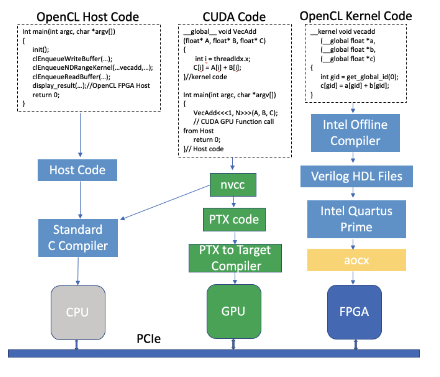 OpenCL Host Code
Int main(int argc, char *argv[])
{
init();
clEnqueueWriteBuffer(...);
clEnqueueNDRangeKernel(...vecadd,...);
clEnqueueReadBuffer(...);
display_result(...);//OpenCL FPGA Host
return 0;
}
Host Code
Standard
C Compiler
CPU
CUDA Code
__global__ void VecAdd
(float* A, float* B, float* C)
{
int i = threadIdx.x;
C[i] = A[i] + B[i];
}//kernel code
Int main(int argc, char *argv[])
{
VecAdd<<<1, N>>>(A, B, C);
// CUDA GPU Function call
from Host
return 0;
}// Host code
nvcc
PTX code
PTX to Target
Compiler
GPU
OpenCL Kernel Code
__kernel void vecadd
(__global float *a,
__global float *b,
__global float *c)
{
int gid = get_global_id(0);
c[gid] = a[gid] + b[gid];
}
Intel Offline
Compiler
Verilog HDL Files
Intel Quartus
Prime
aocx
FPGA
PCIe